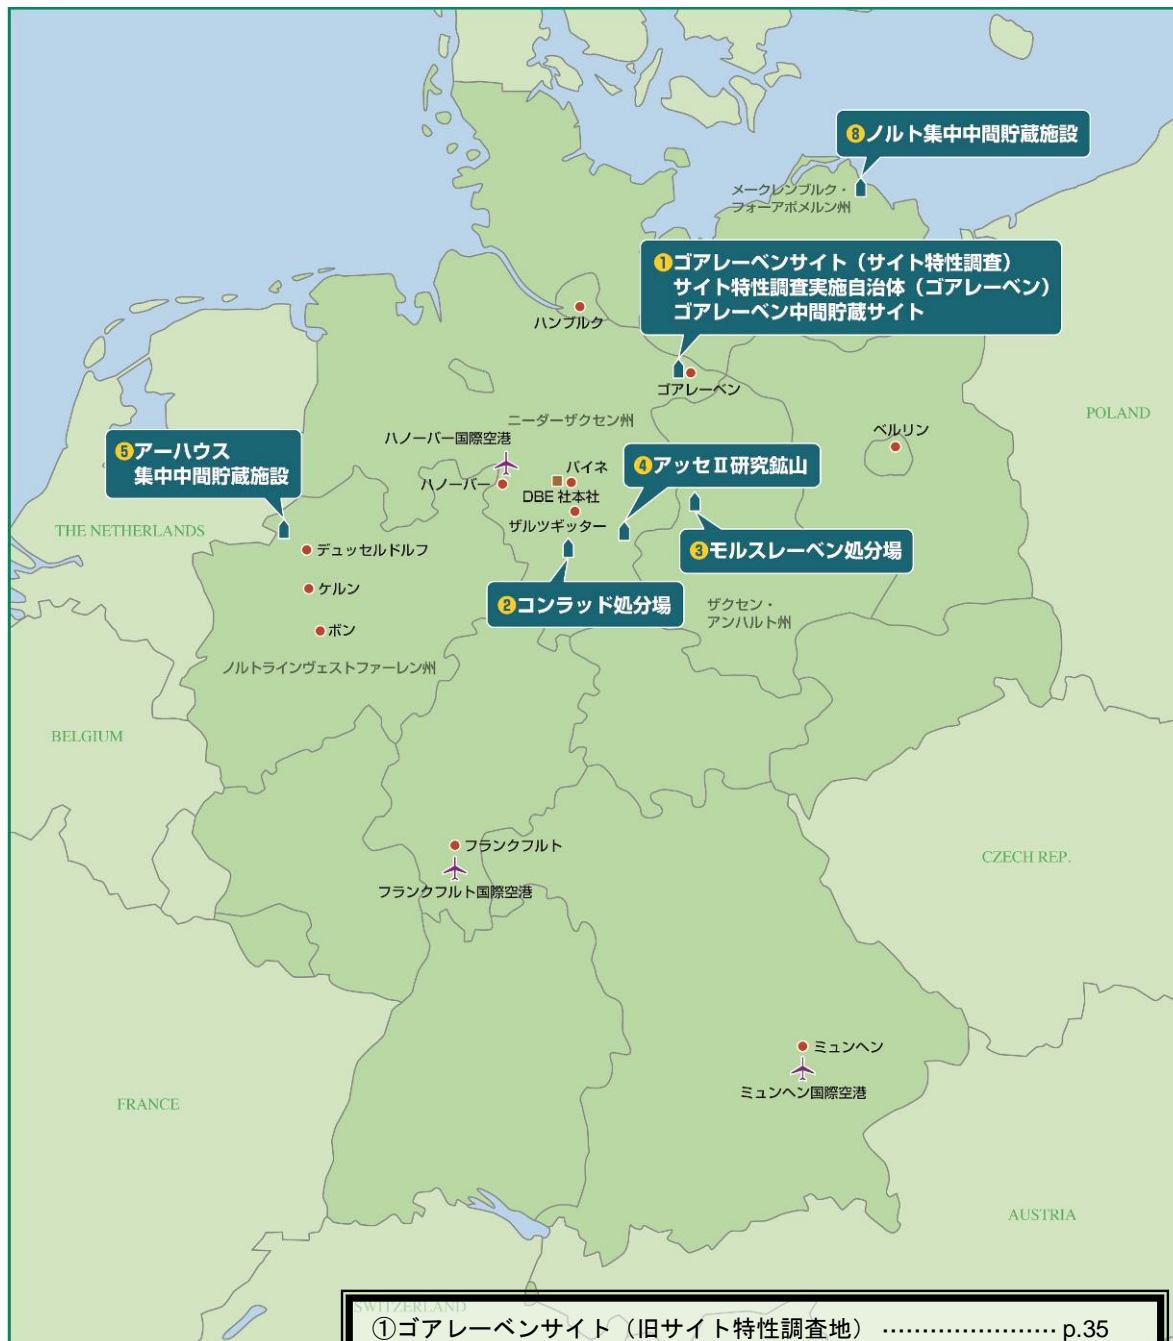 ⑧ノルト集中中間貯蔵施設
メークレンブルク・
フォーアポメルン州
①ゴアレーベンサイト（サイト特性調査）
サイト特性調査実施自治体（ゴアレーベン）
ゴアレーベン中間貯蔵サイト
ハンブルク
ゴアレーベン
ニーダーザクセン州
POLAND
ベルリン
ハノーバー国際空港
⑤アーハウス
集中中間貯蔵施設
④アッセⅡ研究鉱山
パイネ
ハノーバー
DBE 社本社
ザルツギッター
THE NETHERLANDS
デュッセルドルフ
③モルスレーベン処分場
ケルン
②コンラッド処分場
ザクセン・
アンハルト州
ボン
ノルトラインヴェストファーレン州
BELGIUM
フランクフルト
CZECH REP.
フランクフルト国際空港
ミュンヘン
ミュンヘン国際空港
FRANCE
AUSTRIA
SWITZERLAND
①ゴアレーベンサイト（旧サイト特性調査地） ………………… p.35